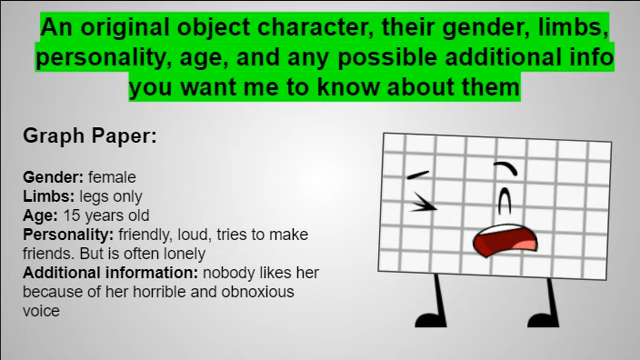 An original object character, their gender, limbs,
personality, age, and any possible additional info
you want me to know about them
Graph Paper:
Gender: female
Limbs: legs only
Age: 15 years old
Personality: friendly, loud, tries to make
friends. But is often lonely
Additional information: nobody likes her
because of her horrible and obnoxious
voice